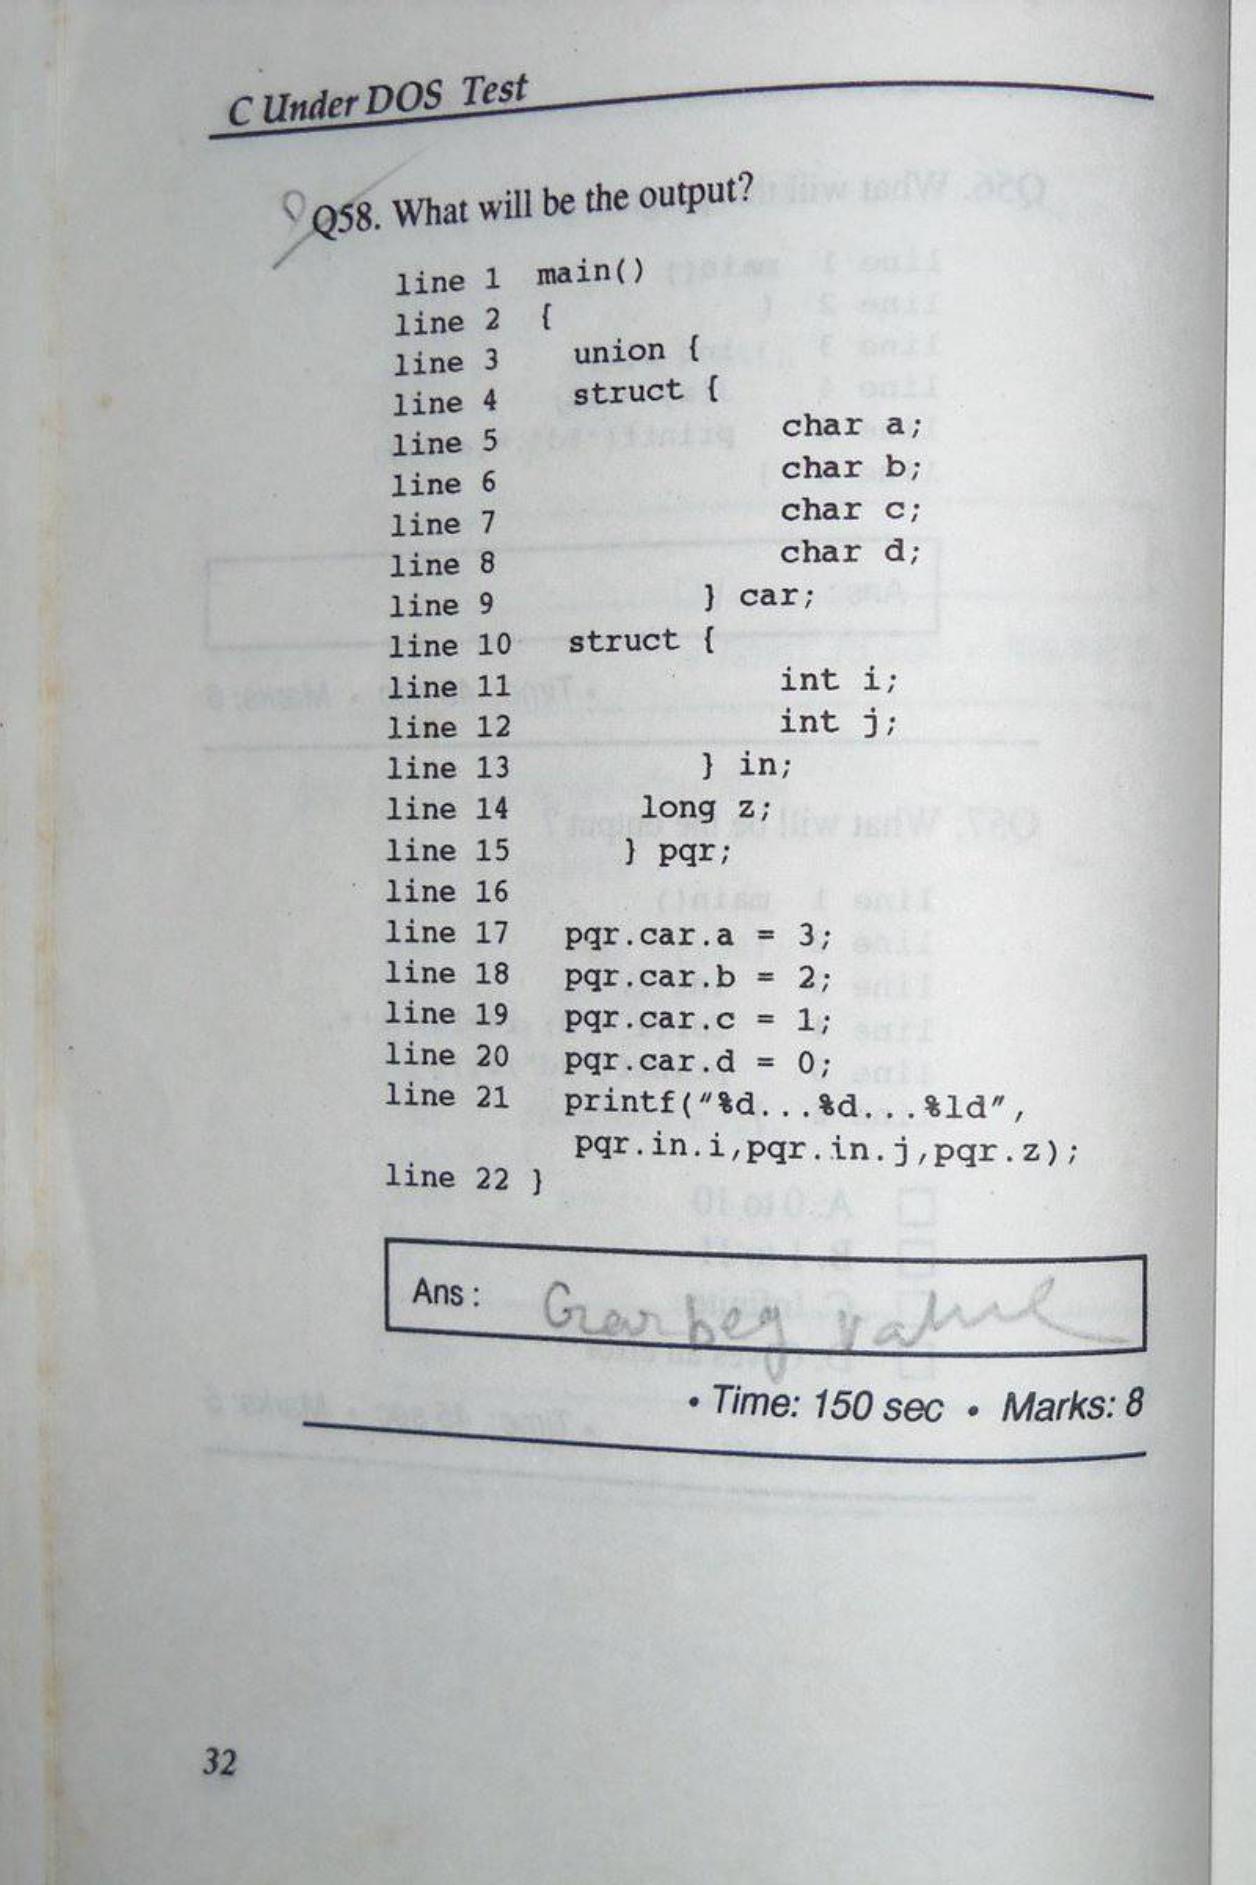 C Under DOS Test
Q58. What will be the output?
line 1 main()
line 2 {
line 3 union {
line 4 struct {
line 5 char a;
line 6 char b;
line 7 char c;
line 8 char d;
line 9 } car;
line 10 struct {
line 11 int i;
line 12 int j;
line 13 } in;
line 14 long z;
line 15 } pqr;
line 16
line 17 pqr.car.a = 3;
line 18 pqr.car.b = 2;
line 19 pqr.car.c = 1;
line 20 pqr.car.d = 0;
line 21 printf("%d...%d...%ld",
pqr.in.i,pqr.in.j,pqr.z);
line 22 }
Ans: Garbeg value
• Time: 150 sec • Marks: 8
32